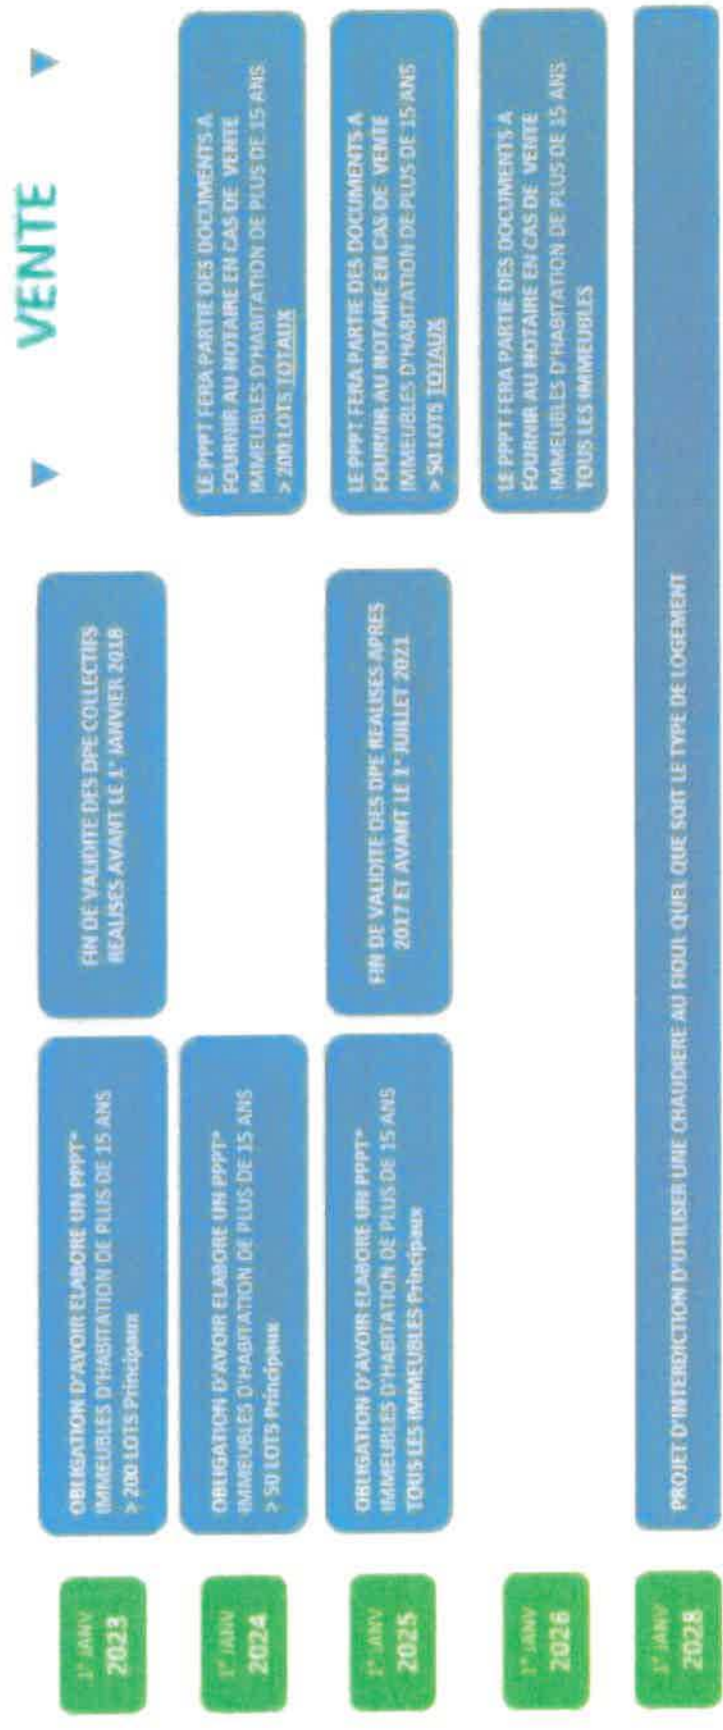 VENTE
1° JANV
2023
OBLIGATION D'AVOIR ELABORE UN PPPT*
IMMEUBLES D'HABITATION DE PLUS DE 15 ANS
> 200 LOTS Principaux
FIN DE VALIDITE DES DPE COLLECTIFS
REALISES AVANT LE 1° JANVIER 2018
1° JANV
2024
OBLIGATION D'AVOIR ELABORE UN PPPT*
IMMEUBLES D'HABITATION DE PLUS DE 15 ANS
> 50 LOTS Principaux
LE PPPT FERA PARTIE DES DOCUMENTS A
FOURNIR AU NOTAIRE EN CAS DE VENTE
IMMEUBLES D'HABITATION DE PLUS DE 15 ANS
> 200 LOTS TOTAUX
1° JANV
2025
OBLIGATION D'AVOIR ELABORE UN PPPT*
IMMEUBLES D'HABITATION DE PLUS DE 15 ANS
TOUS LES IMMEUBLES Principaux
FIN DE VALIDITE DES DPE REALISES APRES
2017 ET AVANT LE 1° JUILLET 2021
LE PPPT FERA PARTIE DES DOCUMENTS A
FOURNIR AU NOTAIRE EN CAS DE VENTE
IMMEUBLES D'HABITATION DE PLUS DE 15 ANS
> 50 LOTS TOTAUX
1° JANV
2026
LE PPPT FERA PARTIE DES DOCUMENTS A
FOURNIR AU NOTAIRE EN CAS DE VENTE
IMMEUBLES D'HABITATION DE PLUS DE 15 ANS
TOUS LES IMMEUBLES
1° JANV
2028
PROJET D'INTERDICTION D'UTILISER UNE CHAUDIERE AU FIOUL QUEL QUE SOIT LE TYPE DE LOGEMENT